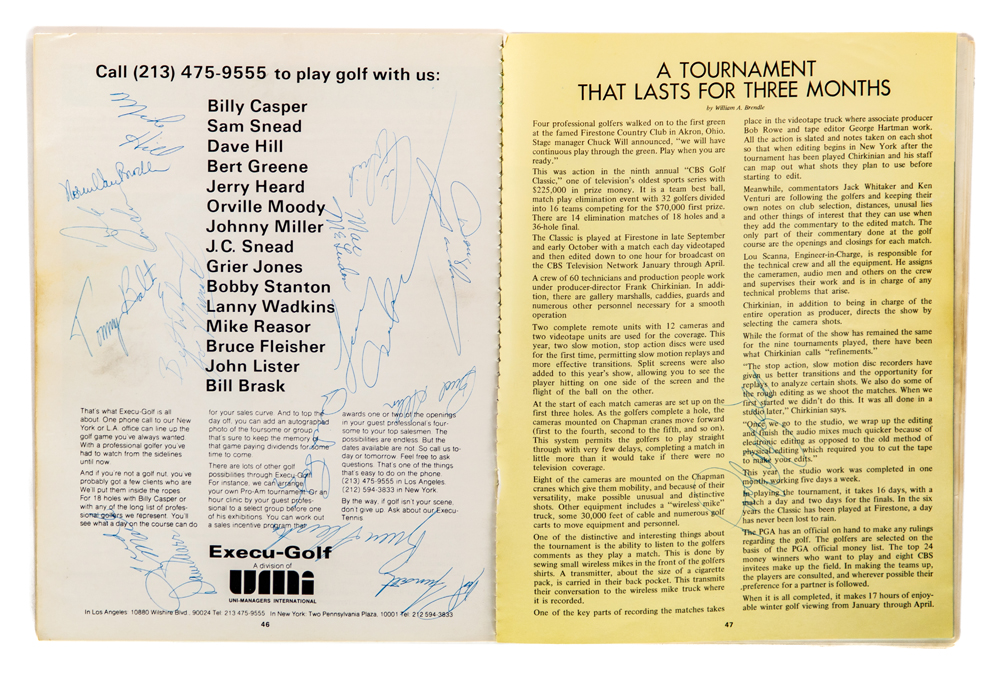 Call (213) 475-9555 to play golf with us:
Billy Casper
Sam Snead
Dave Hill
Bert Greene
Jerry Heard
Orville Moody
Johnny Miller
J.C. Snead
Grier Jones
Bobby Stanton
Lanny Wadkins
Mike Reasor
Bruce Fleisher
John Lister
Bill Brask
Mike
Hill
Tommy Bolt
Mac
That's what Execu-Golf is all
about. One phone call to our New
York or L.A. office can line up the
golf game you've always wanted.
With a professional golfer you've
had to watch from the sidelines
until now.
And if you're not a golf nut, you've
probably got a few clients who are
We'll put them inside the ropes.
For 18 holes with Billy Casper or
with any of the long list of profes-
sional golfers we represent. You'll
see what a day on the course can do
for your sales curve. And to top the
day off, you can add an autographed
photo of the foursome or group
that's sure to keep the memory of
that game paying dividends for some
time to come.
There are lots of other golf
possibilities through Execu-Golf
For instance, we can arrange
your own Pro-Am tournament. Or an
hour clinic by your guest profes-
sional to a select group before one
of his exhibitions. You can work out
a sales incentive program that
awards one or two of the openings
in your guest professional's four-
some to your top salesmen. The
possibilities are endless. But the
dates available are not. So call us to-
day or tomorrow. Feel free to ask
questions. That's one of the things
that's easy to do on the phone.
(213) 475-9555 in Los Angeles.
(212) 594-3833 in New York.
By the way, if golf isn't your scene,
don't give up. Ask about our Execu-
Tennis.
Execu-Golf
A division of
umi
UNI-MANAGERS INTERNATIONAL
In Los Angeles: 10880 Wilshire Blvd., 90024 Tel: 213 475-9555 In New York: Two Pennsylvania Plaza, 10001 Tel: 212 594-3833
46
A TOURNAMENT
THAT LASTS FOR THREE MONTHS
by William A. Brendle
Four professional golfers walked on to the first green
at the famed Firestone Country Club in Akron, Ohio.
Stage manager Chuck Will announced, "we will have
continuous play through the green. Play when you are
ready."
This was action in the ninth annual "CBS Golf
Classic," one of television's oldest sports series with
$225,000 in prize money. It is a team best ball,
match play elimination event with 32 golfers divided
into 16 teams competing for the $70,000 first prize.
There are 14 elimination matches of 18 holes and a
36-hole final.
The Classic is played at Firestone in late September
and early October with a match each day videotaped
and then edited down to one hour for broadcast on
the CBS Television Network January through April.
A crew of 60 technicians and production people work
under producer-director Frank Chirkinian. In addi-
tion, there are gallery marshalls, caddies, guards and
numerous other personnel necessary for a smooth
operation
Two complete remote units with 12 cameras and
two videotape units are used for the coverage. This
year, two slow motion, stop action discs were used
for the first time, permitting slow motion replays and
more effective transitions. Split screens were also
added to this year's show, allowing you to see the
player hitting on one side of the screen and the
flight of the ball on the other.
At the start of each match cameras are set up on the
first three holes. As the golfers complete a hole, the
cameras mounted on Chapman cranes move forward
(first to the fourth, second to the fifth, and so on).
This system permits the golfers to play straight
through with very few delays, completing a match in
little more than it would take if there were no
television coverage.
Eight of the cameras are mounted on the Chapman
cranes which give them mobility, and because of their
versatility, make possible unusual and distinctive
shots. Other equipment includes a "wireless mike"
truck, some 30,000 feet of cable and numerous golf
carts to move equipment and personnel.
One of the distinctive and interesting things about
the tournament is the ability to listen to the golfers
comments as they play a match. This is done by
sewing small wireless mikes in the front of the golfers
shirts. A transmitter, about the size of a cigarette
pack, is carried in their back pocket. This transmits
their conversation to the wireless mike truck where
it is recorded.
One of the key parts of recording the matches takes
place in the videotape truck where associate producer
Bob Rowe and tape editor George Hartman work.
All the action is slated and notes taken on each shot
so that when editing begins in New York after the
tournament has been played Chirkinian and his staff
can map out what shots they plan to use before
starting to edit.
Meanwhile, commentators Jack Whitaker and Ken
Venturi are following the golfers and keeping their
own notes on club selection, distances, unusual lies
and other things of interest that they can use when
they add the commentary to the edited match. The
only part of their commentary done at the golf
course are the openings and closings for each match.
Lou Scanna, Engineer-in-Charge, is responsible for
the technical crew and all the equipment. He assigns
the cameramen, audio men and others on the crew
and supervises their work and is in charge of any
technical problems that arise.
Chirkinian, in addition to being in charge of the
entire operation as producer, directs the show by
selecting the camera shots.
While the format of the show has remained the same
for the nine tournaments played, there have been
what Chirkinian calls "refinements."
"The stop action, slow motion disc recorders have
given us better transitions and the opportunity for
replays to analyze certain shots. We also do some of
the rough editing as we shoot the matches. When we
first started we didn't do this. It was all done in a
studio later," Chirkinian says.
"Once we go to the studio, we wrap up the editing
and finish the audio mixes much quicker because of
electronic editing as opposed to the old method of
physical editing which required you to cut the tape
to make your edits."
This year, the studio work was completed in one
month, working five days a week.
In playing the tournament, it takes 16 days, with a
match a day and two days for the finals. In the six
years the Classic has been played at Firestone, a day
has never been lost to rain.
The PGA has an official on hand to make any rulings
regarding the golf. The golfers are selected on the
basis of the PGA official money list. The top 24
money winners who want to play and eight CBS
invitees make up the field. In making the teams up,
the players are consulted, and wherever possible their
preference for a partner is followed.
When it is all completed, it makes 17 hours of enjoy-
able winter golf viewing from January through April.
47